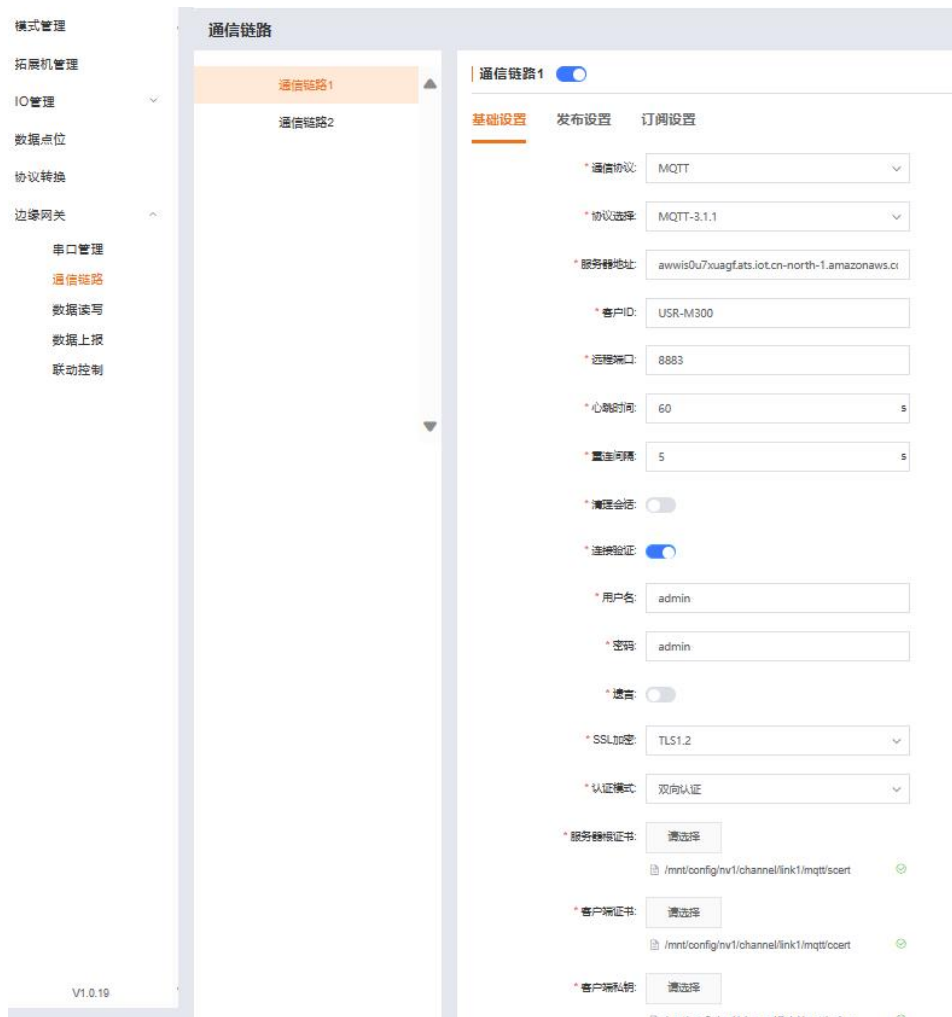 模式管理
拓展机管理
IO管理
数据点位
协议转换
边缘网关
串口管理
通信链路
数据读写
数据上报
联动控制
V1.0.19
通信链路
通信链路1
通信链路2
通信链路1
基础设置 发布设置 订阅设置
* 通信协议: MQTT
* 协议选择: MQTT-3.1.1
* 服务器地址: awwis0u7xuagf.ats.iot.cn-north-1.amazonaws.c
* 客户ID: USR-M300
* 远程端口: 8883
* 心跳时间: 60 s
* 重连间隔: 5 s
* 清理会话:
* 连接验证:
* 用户名: admin
* 密码: admin
* 遗言:
* SSL加密: TLS1.2
* 认证模式: 双向认证
* 服务器根证书: 请选择
/mnt/config/nv1/channel/link1/mqtt/scert
* 客户端证书: 请选择
/mnt/config/nv1/channel/link1/mqtt/ccert
* 客户端私钥: 请选择